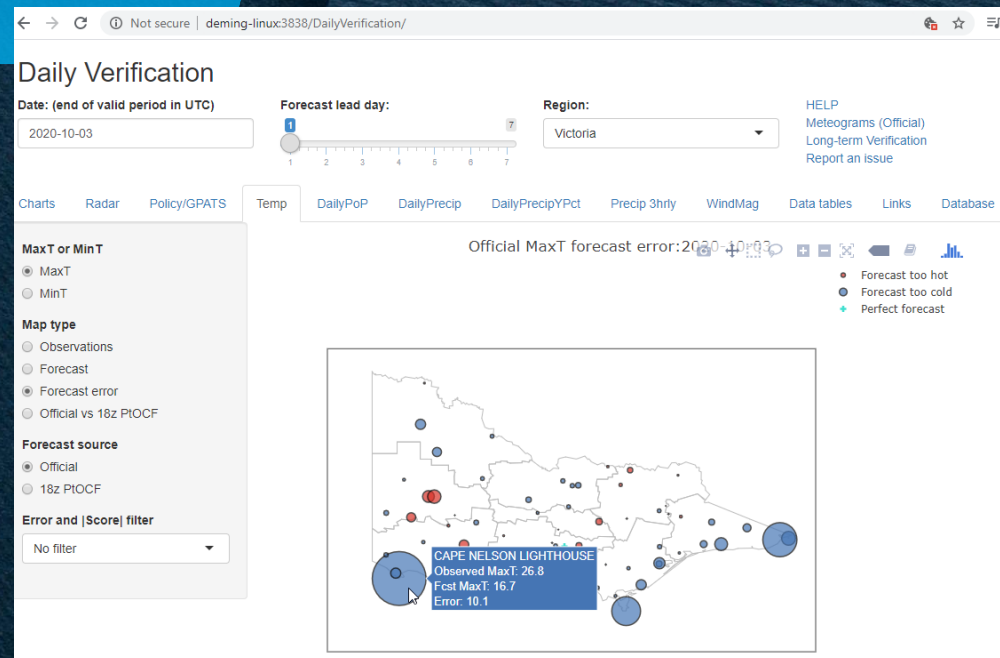 Not secure | deming-linux:3838/DailyVerification/
Daily Verification
Date: (end of valid period in UTC)
2020-10-03
Forecast lead day:
1
7
1 2 3 4 5 6 7
Region:
Victoria
HELP
Meteograms (Official)
Long-term Verification
Report an issue
Charts Radar Policy/GPATS Temp DailyPoP DailyPrecip DailyPrecipYPct Precip 3hrly WindMag Data tables Links Database
MaxT or MinT
MaxT
MinT
Map type
Observations
Forecast
Forecast error
Official vs 18z PtOCF
Forecast source
Official
18z PtOCF
Error and |Score| filter
No filter
Official MaxT forecast error:2020-10-03
Forecast too hot
Forecast too cold
Perfect forecast
CAPE NELSON LIGHTHOUSE
Observed MaxT: 26.8
Fcst MaxT: 16.7
Error: 10.1